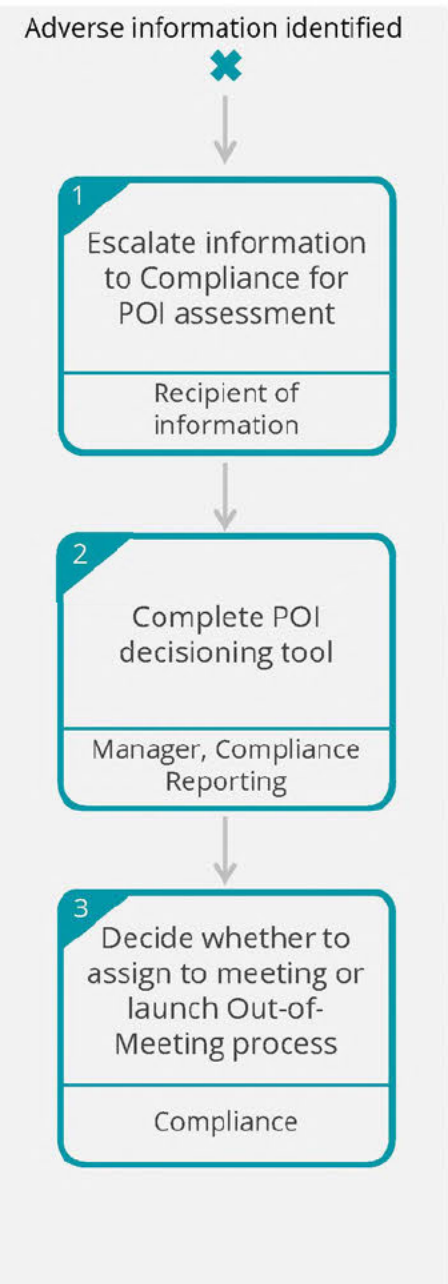 Adverse information identified
1
Escalate information
to Compliance for
POI assessment
Recipient of
information
2
Complete POI
decisioning tool
Manager, Compliance
Reporting
3
Decide whether to
assign to meeting or
launch Out-of-
Meeting process
Compliance